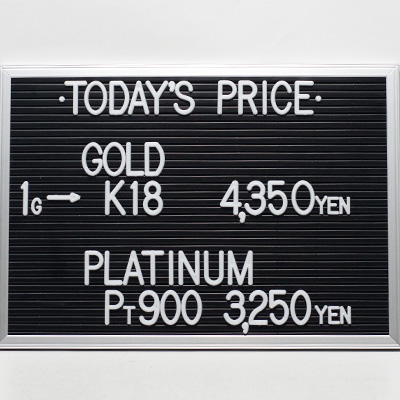 ·TODAY'S PRICE·
GOLD
1G→ K18 4,350YEN
PLATINUM
PT900 3,250YEN